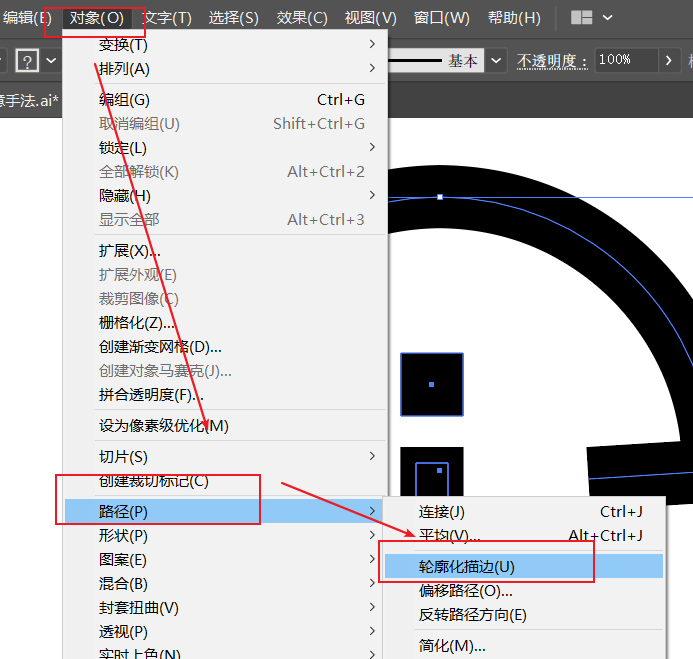 编辑(E) 对象(O) 文字(T) 选择(S) 效果(C) 视图(V) 窗口(W) 帮助(H)
? 基本 不透明度： 100%
意手法.ai*
变换(T)
排列(A)
编组(G) Ctrl+G
取消编组(U) Shift+Ctrl+G
锁定(L)
全部解锁(K) Alt+Ctrl+2
隐藏(H)
显示全部 Alt+Ctrl+3
扩展(X)...
扩展外观(E)
裁剪图像(C)
栅格化(Z)...
创建渐变网格(D)...
创建对象马赛克(J)...
拼合透明度(F)...
设为像素级优化(M)
切片(S)
创建裁切标记(C)
路径(P)
连接(J) Ctrl+J
形状(P)
平均(V)... Alt+Ctrl+J
图案(E)
轮廓化描边(U)
混合(B)
偏移路径(O)...
封套扭曲(V)
反转路径方向(E)
透视(P)
简化(M)...
实时上色(N)